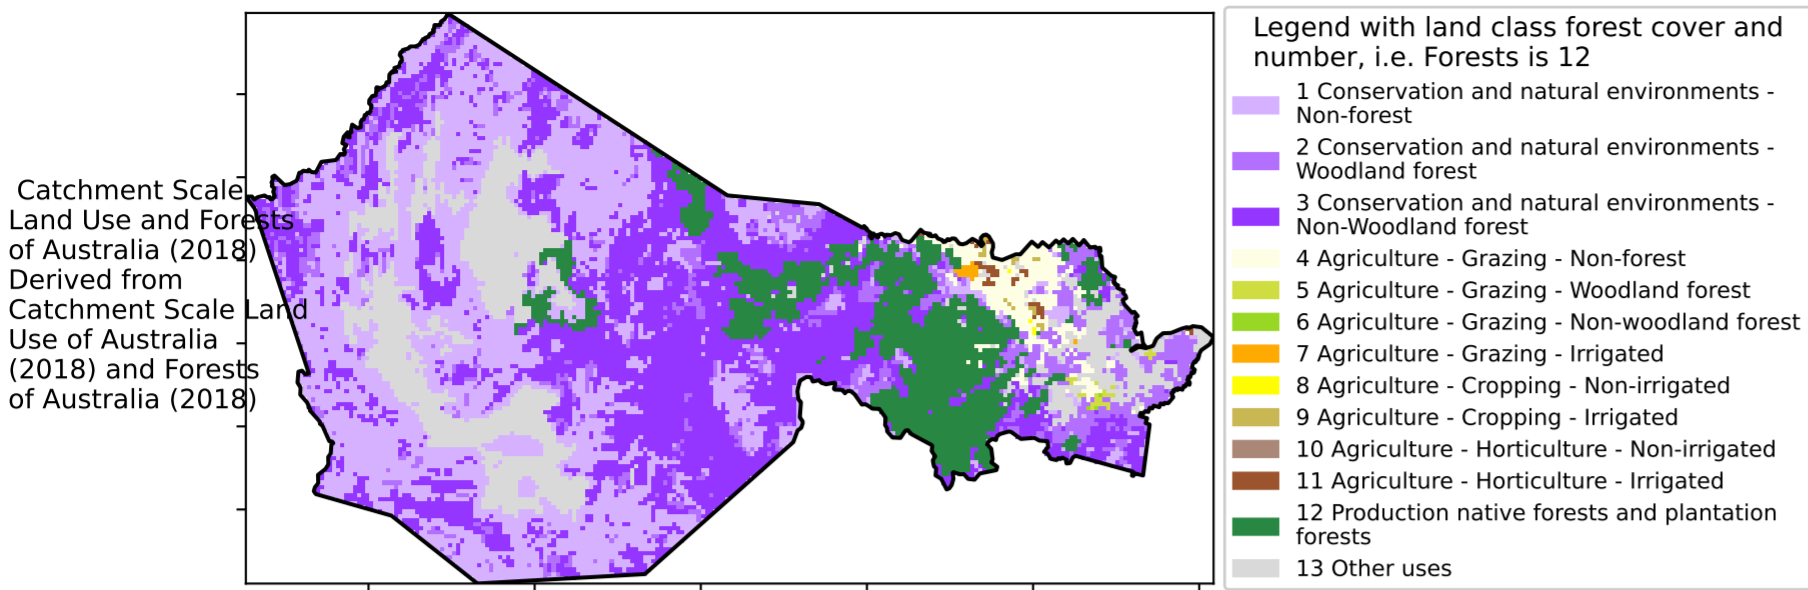 Catchment Scale
Land Use and Forests
of Australia (2018)
Derived from
Catchment Scale Land
Use of Australia
(2018) and Forests
of Australia (2018)
Legend with land class forest cover and
number, i.e. Forests is 12
1 Conservation and natural environments -
Non-forest
2 Conservation and natural environments -
Woodland forest
3 Conservation and natural environments -
Non-Woodland forest
4 Agriculture - Grazing - Non-forest
5 Agriculture - Grazing - Woodland forest
6 Agriculture - Grazing - Non-woodland forest
7 Agriculture - Grazing - Irrigated
8 Agriculture - Cropping - Non-irrigated
9 Agriculture - Cropping - Irrigated
10 Agriculture - Horticulture - Non-irrigated
11 Agriculture - Horticulture - Irrigated
12 Production native forests and plantation
forests
13 Other uses